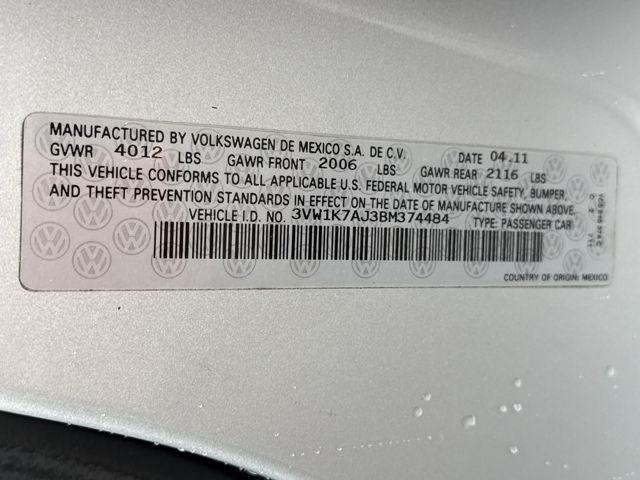 MANUFACTURED BY VOLKSWAGEN DE MEXICO S.A. DE C.V. DATE 04.11
GVWR 4012 LBS GAWR FRONT 2006 LBS GAWR REAR 2116 LBS
THIS VEHICLE CONFORMS TO ALL APPLICABLE U.S. FEDERAL MOTOR VEHICLE SAFETY, BUMPER,
AND THEFT PREVENTION STANDARDS IN EFFECT ON THE DATE OF MANUFACTURE SHOWN ABOVE.
VEHICLE I.D. NO. 3VW1K7AJ3BM374484 TYPE: PASSENGER CAR
COUNTRY OF ORIGIN: MEXICO